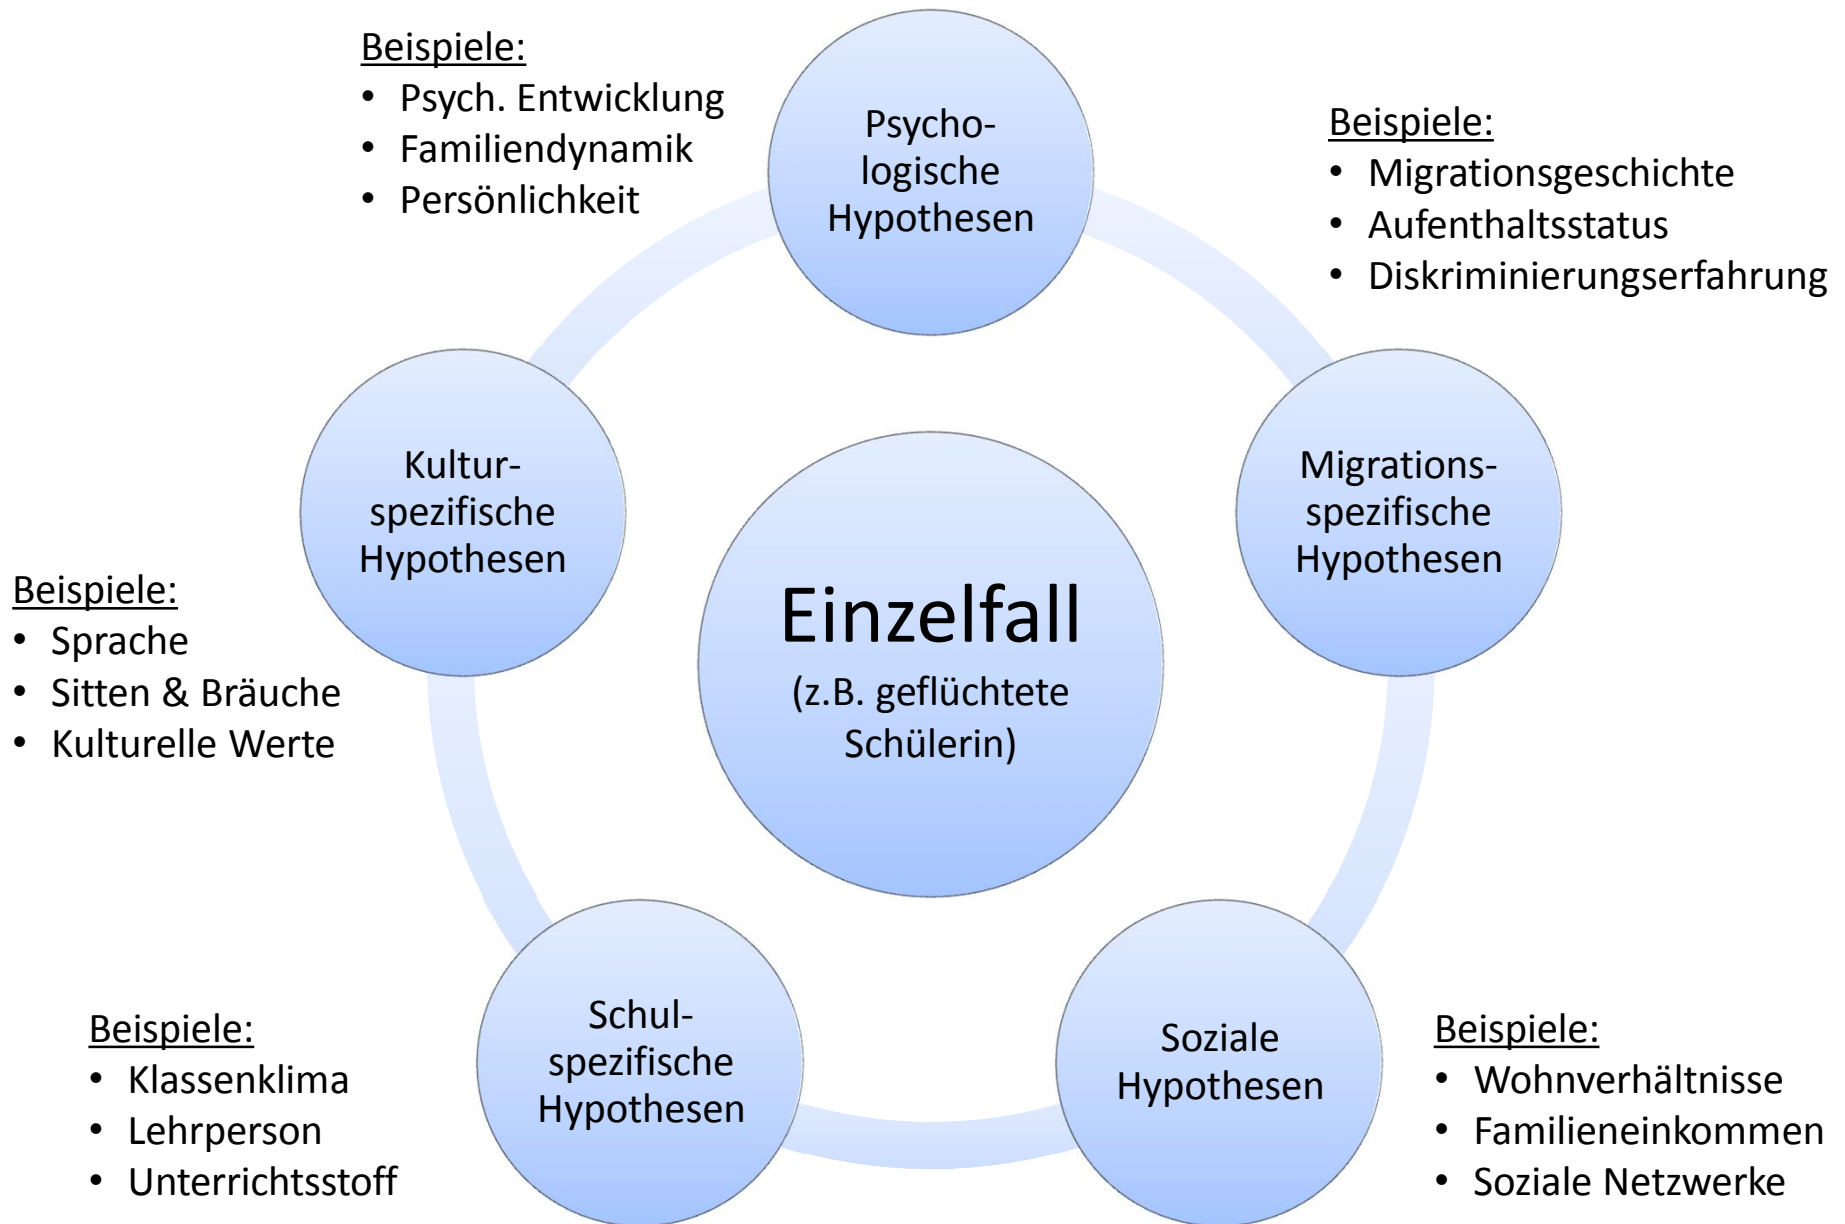 Beispiele:
• Psych. Entwicklung
• Familiendynamik
• Persönlichkeit
Psycho-
logische
Hypothesen
Beispiele:
• Migrationsgeschichte
• Aufenthaltsstatus
• Diskriminierungserfahrung
Kultur-
spezifische
Hypothesen
Migrations-
spezifische
Hypothesen
Beispiele:
• Sprache
• Sitten & Bräuche
• Kulturelle Werte
Einzelfall
(z.B. geflüchtete
Schülerin)
Beispiele:
• Klassenklima
• Lehrperson
• Unterrichtsstoff
Schul-
spezifische
Hypothesen
Soziale
Hypothesen
Beispiele:
• Wohnverhältnisse
• Familieneinkommen
• Soziale Netzwerke